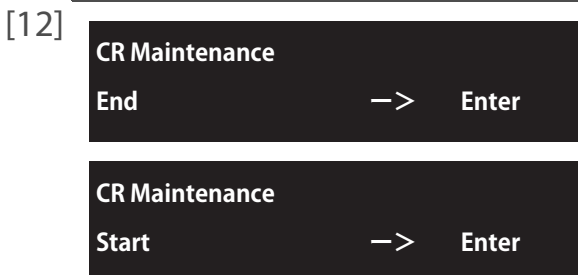 [12]
CR Maintenance
End −> Enter
CR Maintenance
Start −> Enter